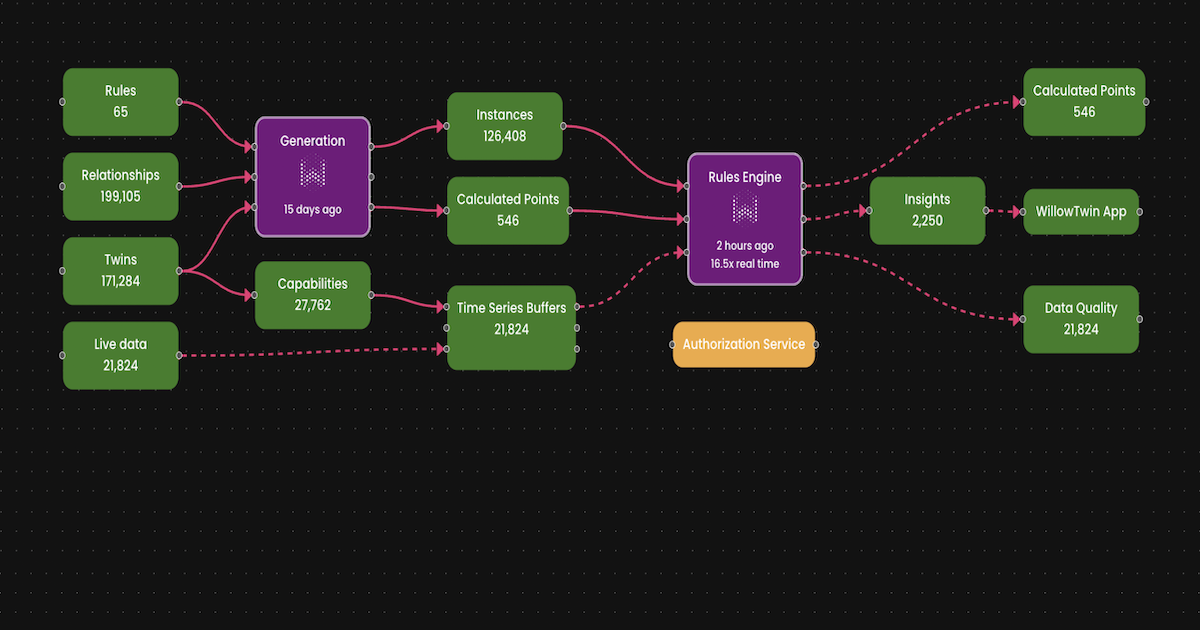 Rules
65
Relationships
199,105
Twins
171,284
Live data
21,824
Generation
15 days ago
Capabilities
27,762
Instances
126,408
Calculated Points
546
Time Series Buffers
21,824
Rules Engine
2 hours ago
16.5x real time
Authorization Service
Insights
2,250
Calculated Points
546
WillowTwin App
Data Quality
21,824